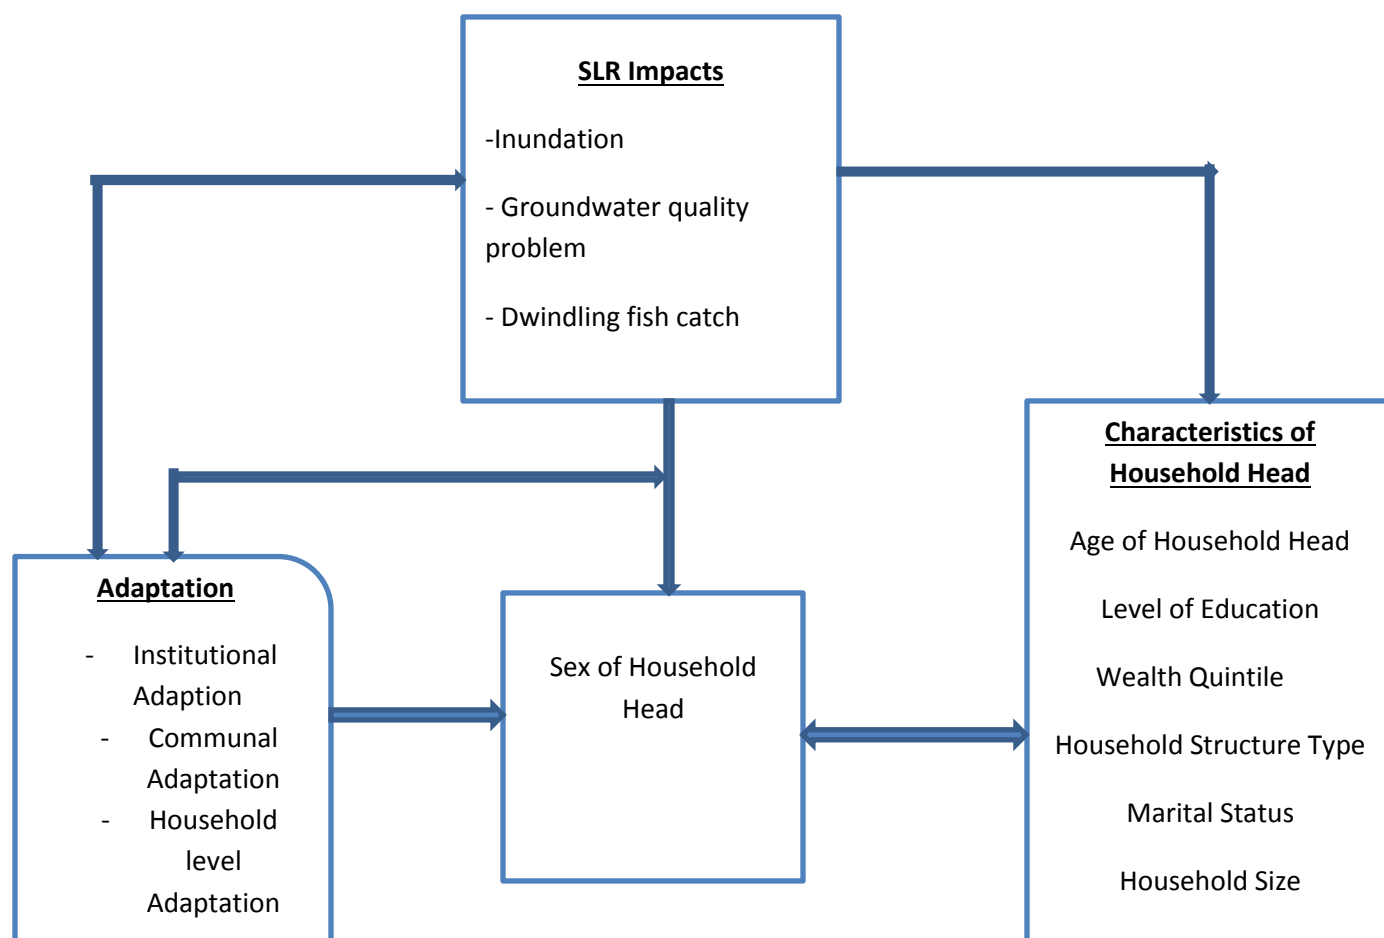 SLR Impacts
-Inundation
- Groundwater quality
problem
- Dwindling fish catch
Characteristics of
Household Head
Age of Household Head
Level of Education
Wealth Quintile
Household Structure Type
Marital Status
Household Size
Adaptation
- Institutional
Adaption
- Communal
Adaptation
- Household
level
Adaptation
Sex of Household
Head